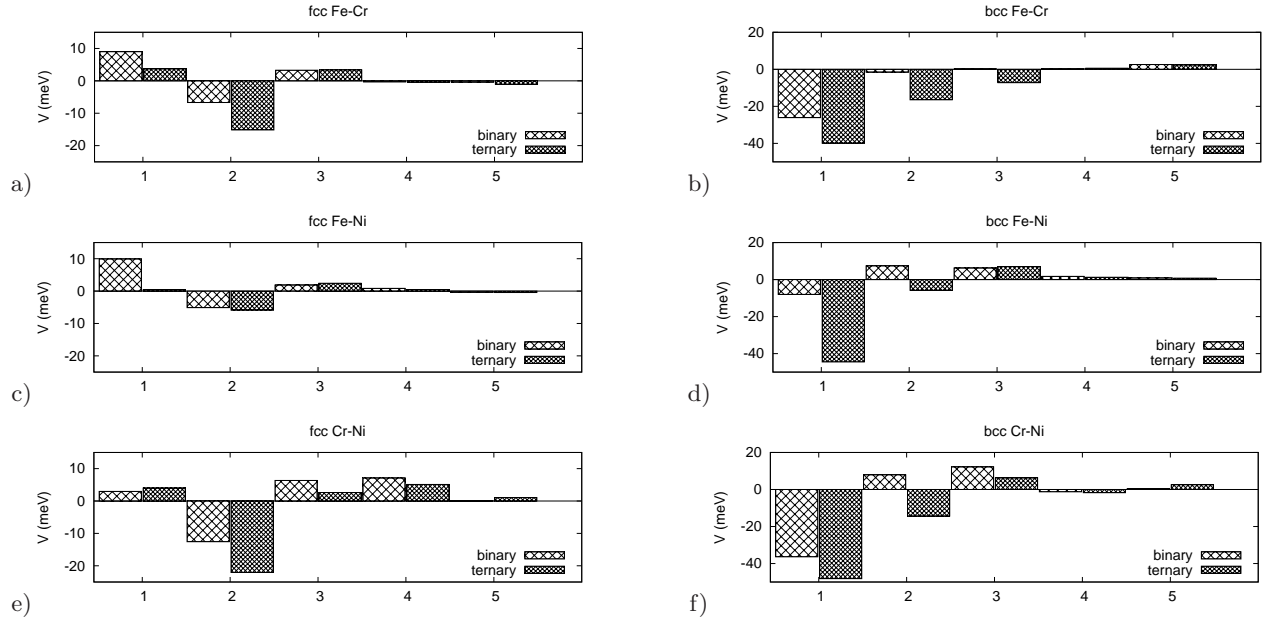 fcc Fe-Cr
V (meV)
10
0
-10
-20
binary
ternary
1 2 3 4 5
a)
bcc Fe-Cr
V (meV)
20
0
-20
-40
binary
ternary
1 2 3 4 5
b)
fcc Fe-Ni
V (meV)
10
0
-10
-20
binary
ternary
1 2 3 4 5
c)
bcc Fe-Ni
V (meV)
20
0
-20
-40
binary
ternary
1 2 3 4 5
d)
fcc Cr-Ni
V (meV)
10
0
-10
-20
binary
ternary
1 2 3 4 5
e)
bcc Cr-Ni
V (meV)
20
0
-20
-40
binary
ternary
1 2 3 4 5
f)